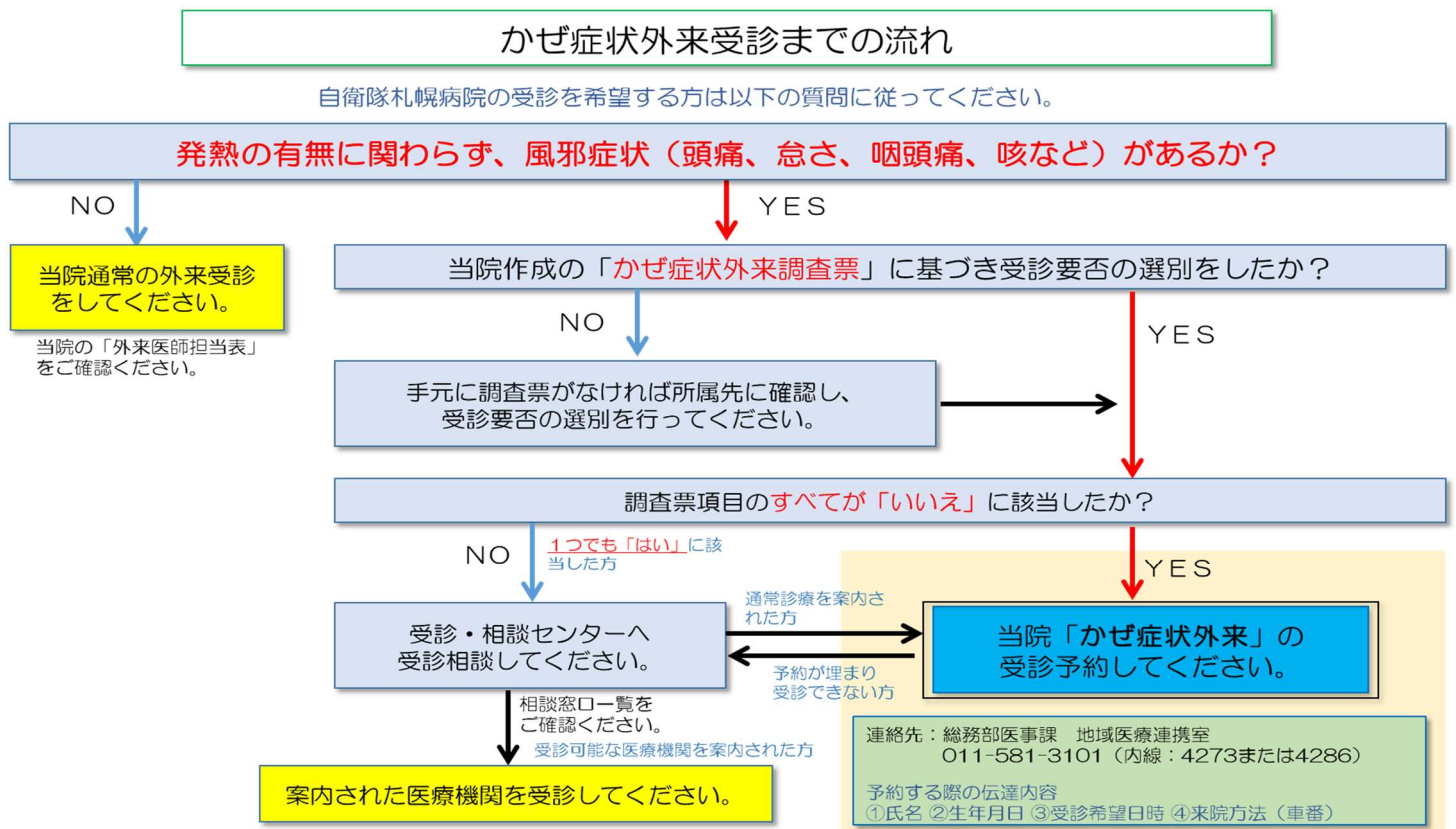 かぜ症状外来受診までの流れ
自衛隊札幌病院の受診を希望する方は以下の質問に従ってください。
発熱の有無に関わらず、風邪症状（頭痛、怠さ、咽頭痛、咳など）があるか？
NO
YES
当院通常の外来受診
をしてください。
当院の「外来医師担当表」
をご確認ください。
当院作成の「かぜ症状外来調査票」に基づき受診要否の選別をしたか？
NO
YES
手元に調査票がなければ所属先に確認し、
受診要否の選別を行ってください。
調査票項目のすべてが「いいえ」に該当したか？
NO
１つでも「はい」に該
当した方
YES
受診・相談センターへ
受診相談してください。
通常診療を案内さ
れた方
予約が埋まり
受診できない方
当院「かぜ症状外来」の
受診予約してください。
相談窓口一覧を
ご確認ください。
受診可能な医療機関を案内された方
案内された医療機関を受診してください。
連絡先：総務部医事課　地域医療連携室
011-581-3101（内線：4273または4286）
予約する際の伝達内容
①氏名 ②生年月日 ③受診希望日時 ④来院方法（車番）